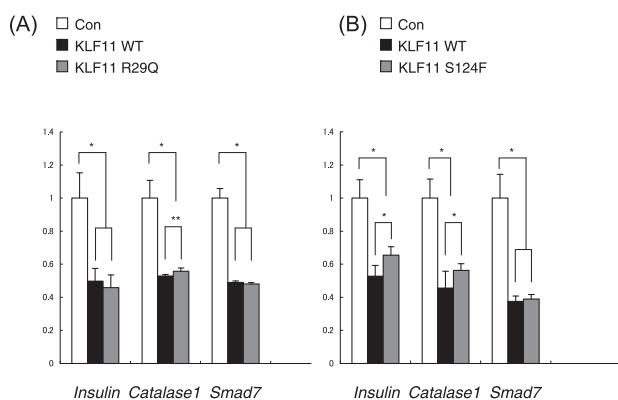 (A)
Con
KLF11 WT
KLF11 R29Q
1.4
1.2
1
0.8
0.6
0.4
0.2
0
*
*
*
**
Insulin Catalase1 Smad7
(B)
Con
KLF11 WT
KLF11 S124F
1.4
1.2
1
0.8
0.6
0.4
0.2
0
*
*
*
*
*
Insulin Catalase1 Smad7